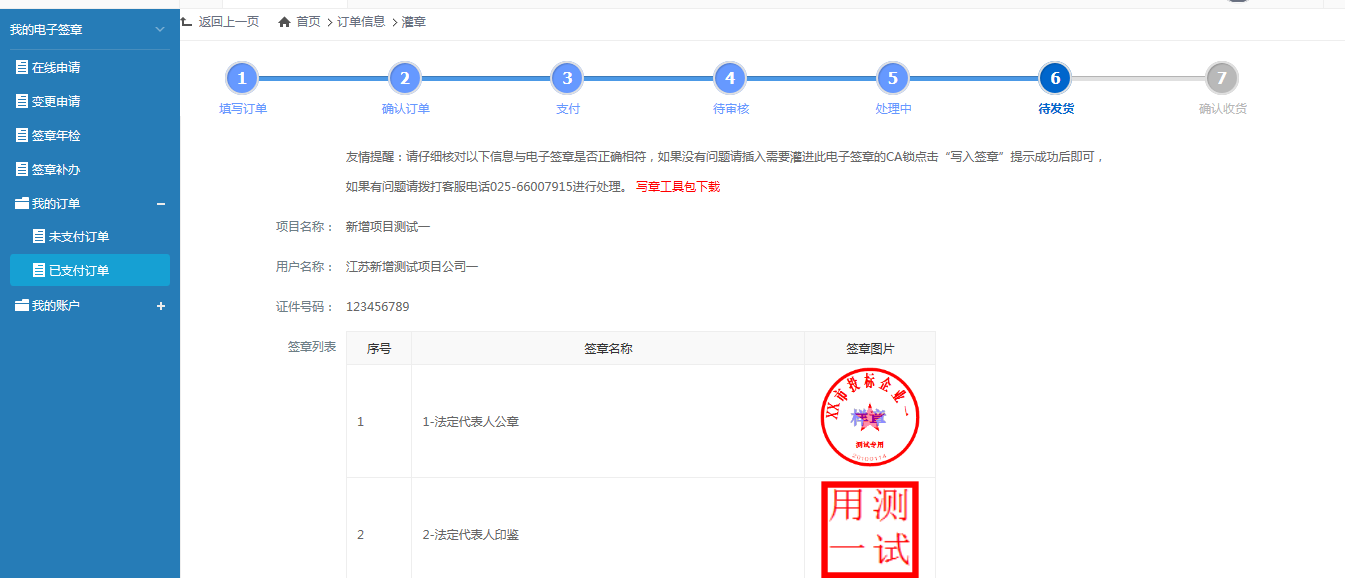 返回上一页 首页 订单信息 灌章
我的电子签章
在线申请
变更申请
签章年检
签章补办
我的订单
未支付订单
已支付订单
我的账户
1 2 3 4 5 6 7
填写订单 确认订单 支付 待审核 处理中 待发货 确认收货
友情提醒：请仔细核对以下信息与电子签章是否正确相符，如果没有问题请插入需要灌进此电子签章的CA锁点击“写入签章”提示成功后即可，
如果有问题请拨打客服电话025-66007915进行处理。 写章工具包下载
项目名称： 新增项目测试一
用户名称： 江苏新增测试项目公司一
证件号码： 123456789
签章列表
序号 签章名称 签章图片
1 1-法定代表人公章
XX市投标企业一
样章
测试专用
2 2-法定代表人印鉴
用测
一试